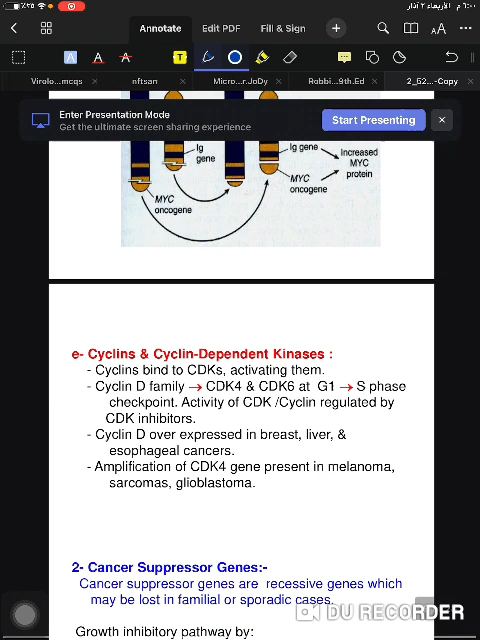 ٦:٠٠ م الأربعاء ٢ آذار
Annotate
Edit PDF
Fill & Sign
AA
T
Virolo...mcqs
nftsan
Micro...r.JoDy
Robbi...9th.Ed
2_52...-Copy
Enter Presentation Mode
Get the ultimate screen sharing experience
Start Presenting
Ig gene
Ig gene
Increased
MYC
protein
MYC
oncogene
MYC
oncogene
e- Cyclins & Cyclin-Dependent Kinases :
- Cyclins bind to CDKs, activating them.
- Cyclin D family → CDK4 & CDK6 at G1 → S phase
checkpoint. Activity of CDK /Cyclin regulated by
CDK inhibitors.
- Cyclin D over expressed in breast, liver, &
esophageal cancers.
- Amplification of CDK4 gene present in melanoma,
sarcomas, glioblastoma.
2- Cancer Suppressor Genes:-
Cancer suppressor genes are recessive genes which
may be lost in familial or sporadic cases.
DU RECORDER
Growth inhibitory pathway by: